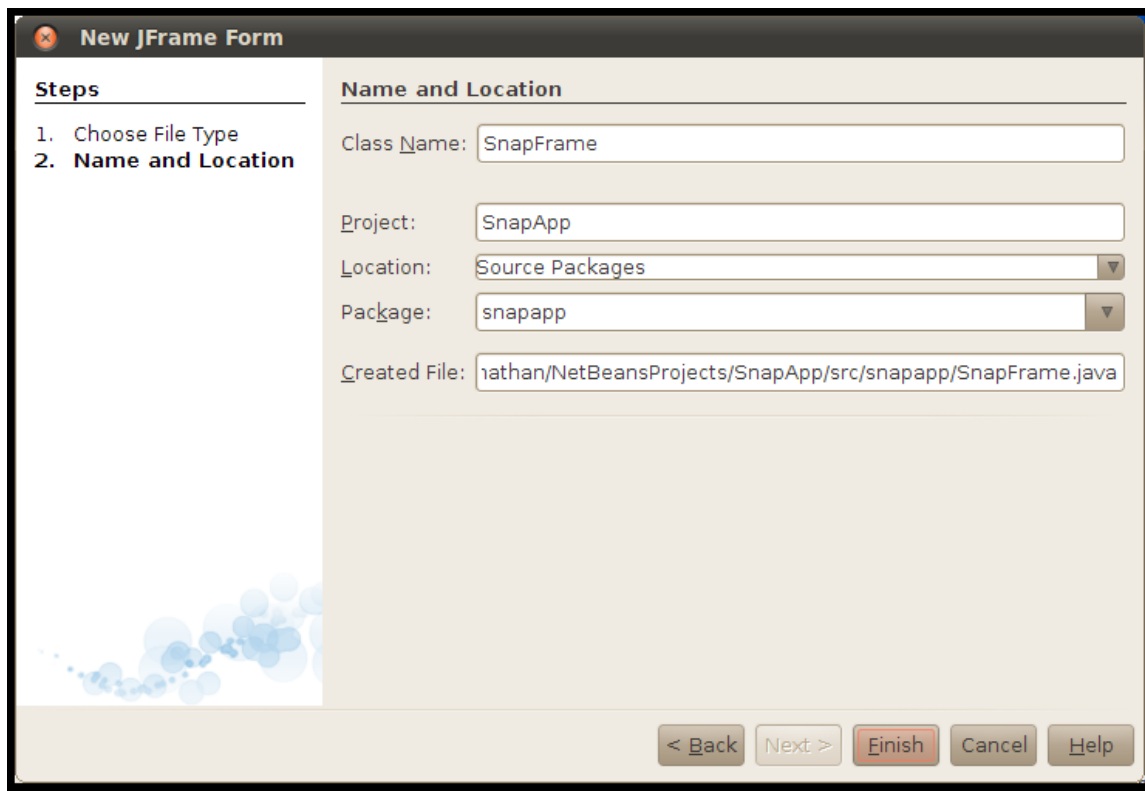 New JFrame Form
Steps
1. Choose File Type
2. Name and Location
Name and Location
Class Name: SnapFrame
Project: SnapApp
Location: Source Packages
Package: snapapp
Created File: nathan/NetBeansProjects/SnapApp/src/snapapp/SnapFrame.java
< Back Next > Finish Cancel Help